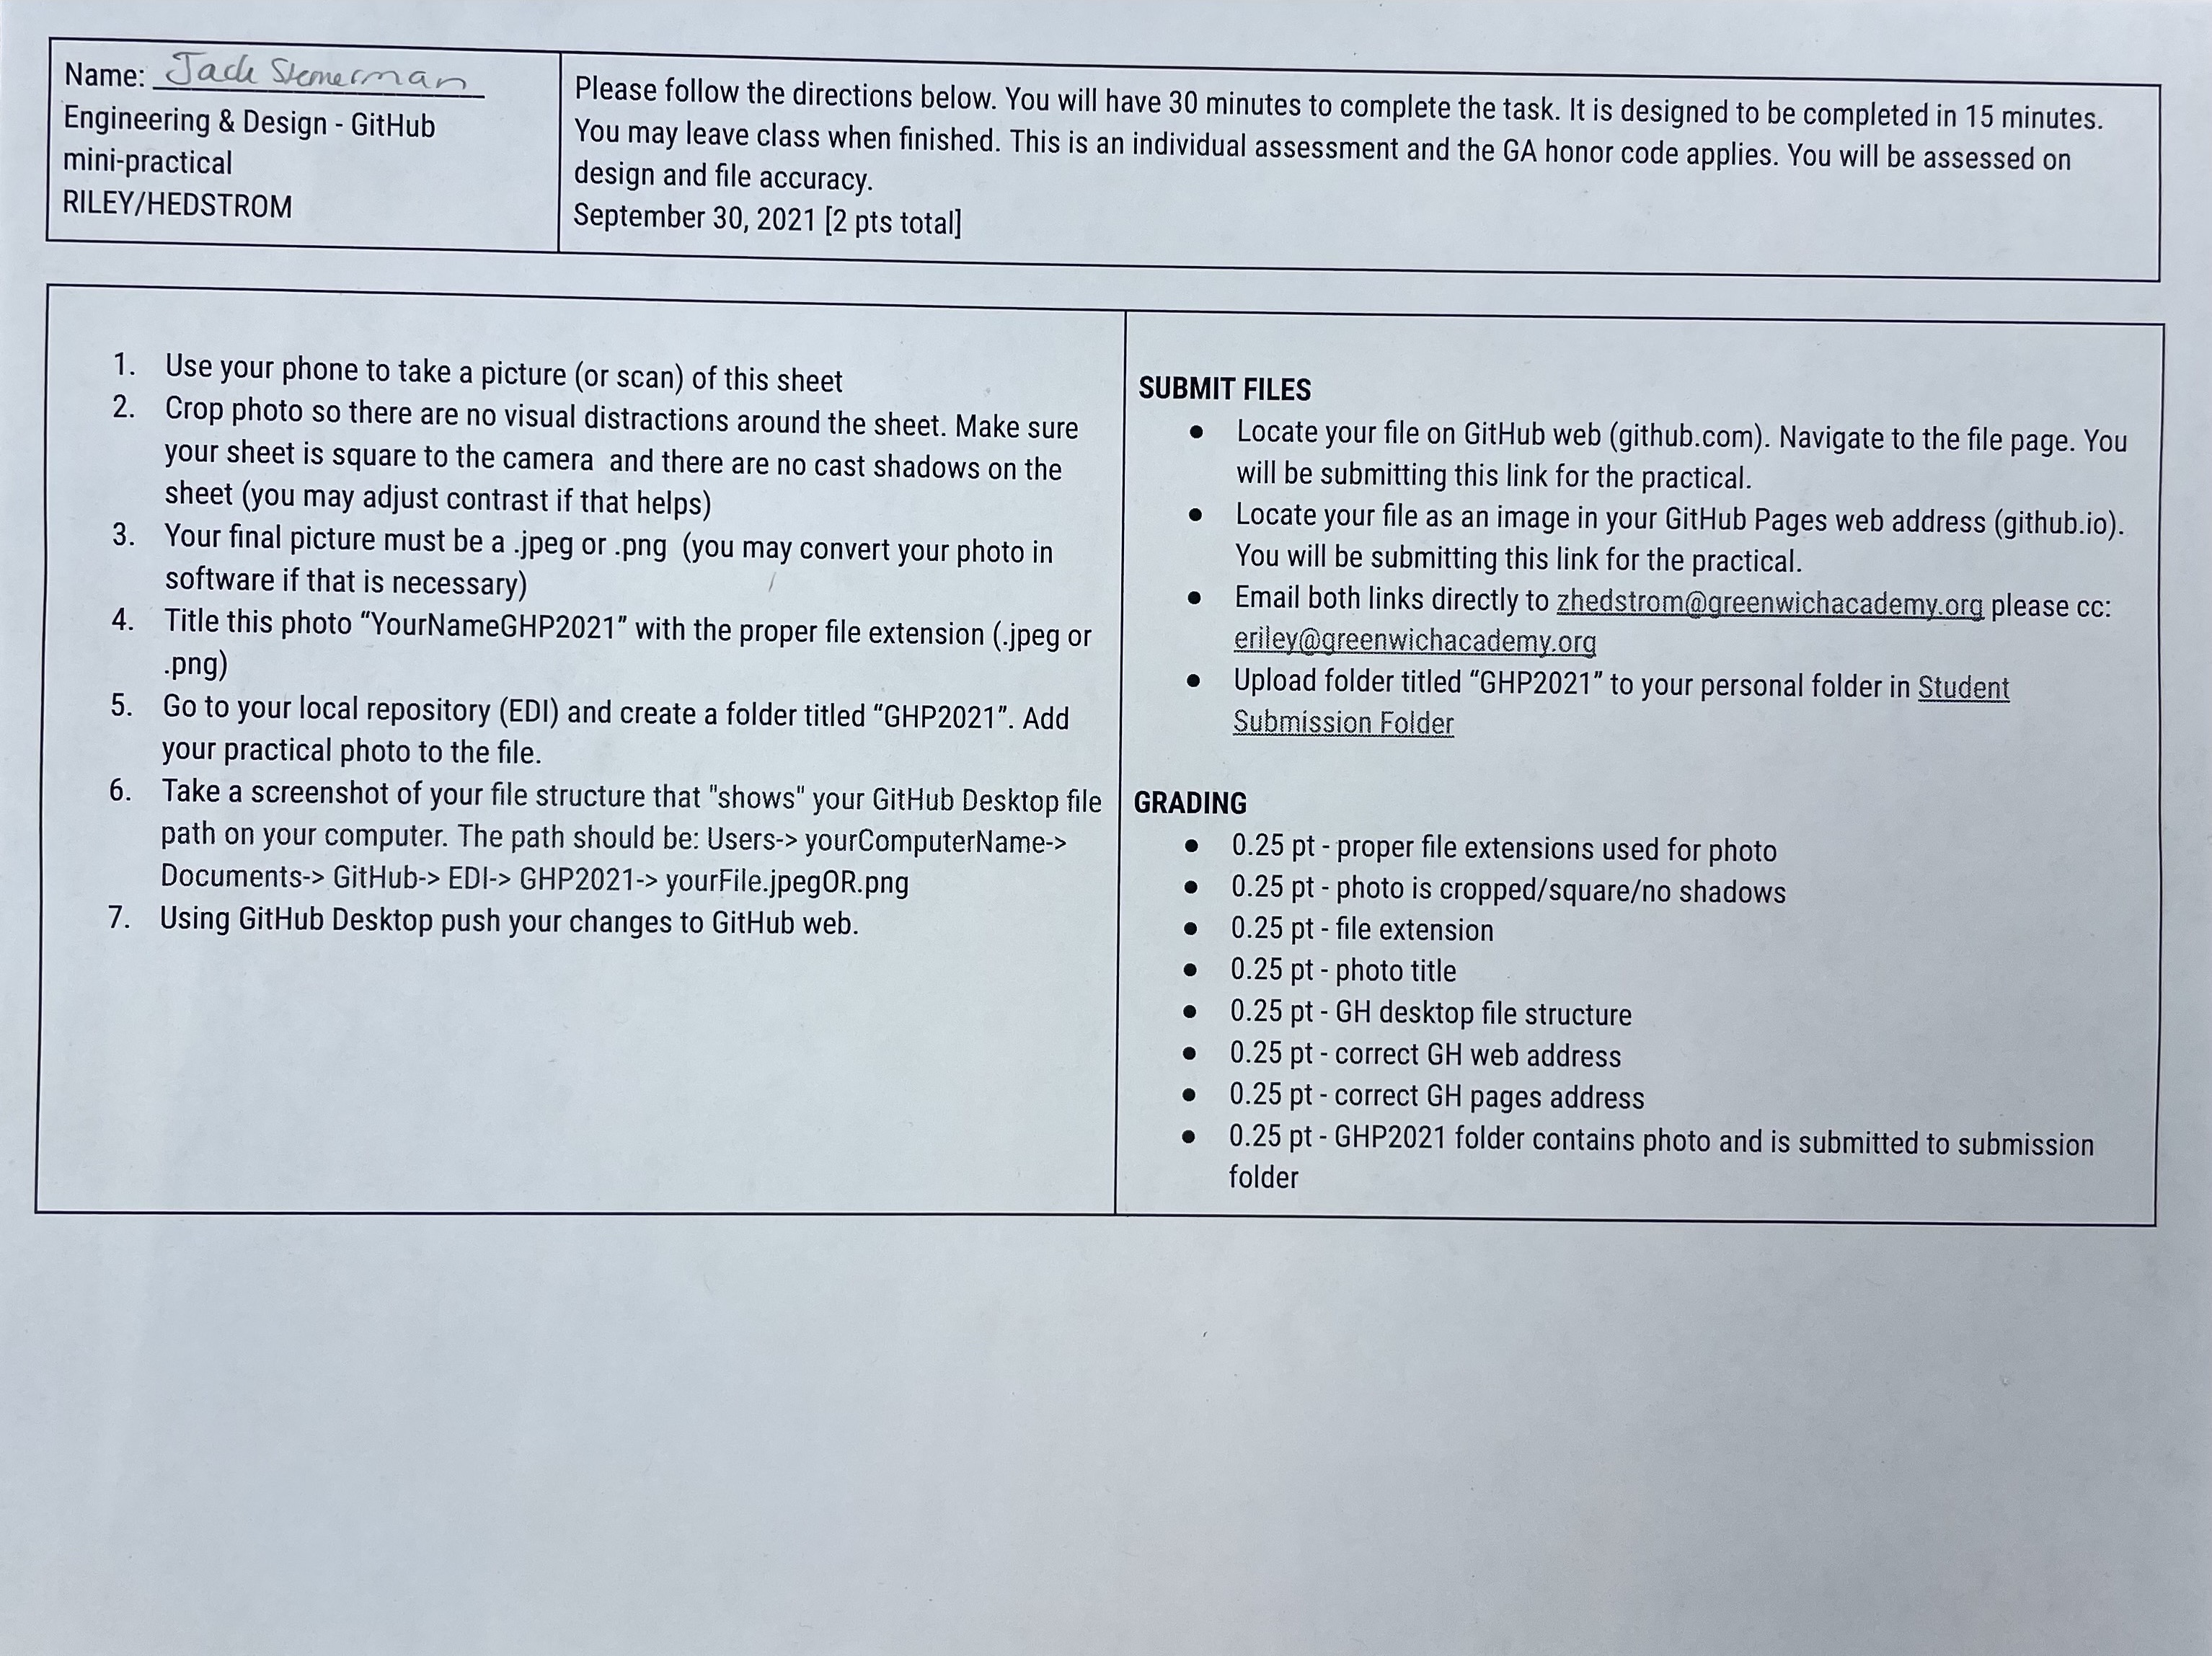 Name: Jack Stemerman
Engineering & Design - GitHub
mini-practical
RILEY/HEDSTROM
Please follow the directions below. You will have 30 minutes to complete the task. It is designed to be completed in 15 minutes.
You may leave class when finished. This is an individual assessment and the GA honor code applies. You will be assessed on
design and file accuracy.
September 30, 2021 [2 pts total]
1. Use your phone to take a picture (or scan) of this sheet
2. Crop photo so there are no visual distractions around the sheet. Make sure
your sheet is square to the camera and there are no cast shadows on the
sheet (you may adjust contrast if that helps)
3. Your final picture must be a .jpeg or .png (you may convert your photo in
software if that is necessary)
4. Title this photo “YourNameGHP2021” with the proper file extension (.jpeg or
.png)
5. Go to your local repository (EDI) and create a folder titled “GHP2021”. Add
your practical photo to the file.
6. Take a screenshot of your file structure that "shows" your GitHub Desktop file
path on your computer. The path should be: Users-> yourComputerName->
Documents-> GitHub-> EDI-> GHP2021-> yourFile.jpegOR.png
7. Using GitHub Desktop push your changes to GitHub web.
SUBMIT FILES
● Locate your file on GitHub web (github.com). Navigate to the file page. You
will be submitting this link for the practical.
● Locate your file as an image in your GitHub Pages web address (github.io).
You will be submitting this link for the practical.
● Email both links directly to zhedstrom@greenwichacademy.org please cc:
eriley@greenwichacademy.org
● Upload folder titled “GHP2021” to your personal folder in Student
Submission Folder
GRADING
● 0.25 pt - proper file extensions used for photo
● 0.25 pt - photo is cropped/square/no shadows
● 0.25 pt - file extension
● 0.25 pt - photo title
● 0.25 pt - GH desktop file structure
● 0.25 pt - correct GH web address
● 0.25 pt - correct GH pages address
● 0.25 pt - GHP2021 folder contains photo and is submitted to submission
folder